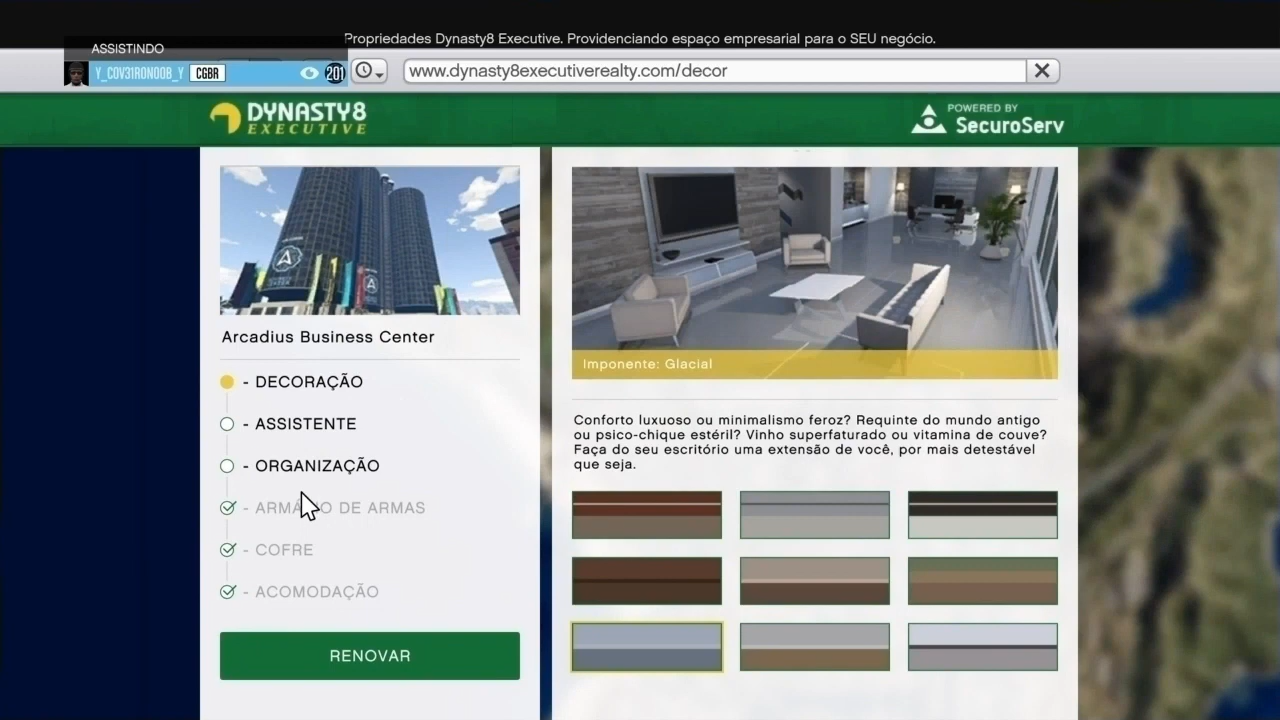 Propriedades Dynasty8 Executive. Providenciando espaço empresarial para o SEU negócio.
ASSISTINDO
Y_COV31RONOOB_Y CGBR 201
www.dynasty8executiverealty.com/decor
DYNASTY8
EXECUTIVE
POWERED BY
SecuroServ
Arcadius Business Center
- DECORAÇÃO
- ASSISTENTE
- ORGANIZAÇÃO
- ARMÁRIO DE ARMAS
- COFRE
- ACOMODAÇÃO
RENOVAR
Imponente: Glacial
Conforto luxuoso ou minimalismo feroz? Requinte do mundo antigo
ou psico-chique estéril? Vinho superfaturado ou vitamina de couve?
Faça do seu escritório uma extensão de você, por mais detestável
que seja.